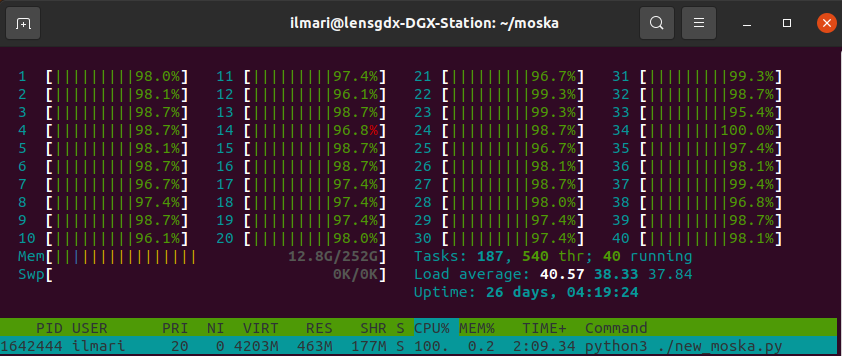 ilmari@lensgdx-DGX-Station: ~/moska
1 [|||||||||98.0%] 11 [|||||||||97.4%] 21 [|||||||||96.7%] 31 [|||||||||99.3%]
2 [|||||||||98.1%] 12 [|||||||||96.1%] 22 [|||||||||99.3%] 32 [|||||||||98.7%]
3 [|||||||||98.7%] 13 [|||||||||98.7%] 23 [|||||||||99.3%] 33 [|||||||||95.4%]
4 [|||||||||98.7%] 14 [|||||||||96.8%] 24 [|||||||||98.7%] 34 [||||||||100.0%]
5 [|||||||||98.1%] 15 [|||||||||98.7%] 25 [|||||||||96.7%] 35 [|||||||||97.4%]
6 [|||||||||98.7%] 16 [|||||||||98.7%] 26 [|||||||||98.1%] 36 [|||||||||98.1%]
7 [|||||||||96.7%] 17 [|||||||||97.4%] 27 [|||||||||98.7%] 37 [|||||||||99.4%]
8 [|||||||||97.4%] 18 [|||||||||97.4%] 28 [|||||||||98.0%] 38 [|||||||||96.8%]
9 [|||||||||98.7%] 19 [|||||||||97.4%] 29 [|||||||||97.4%] 39 [|||||||||98.7%]
10 [|||||||||96.1%] 20 [|||||||||98.0%] 30 [|||||||||97.4%] 40 [|||||||||98.1%]
Mem[||||||||||||||||| 12.8G/252G] Tasks: 187, 540 thr; 40 running
Swp[ 0K/0K] Load average: 40.57 38.33 37.84
Uptime: 26 days, 04:19:24
PID USER PRI NI VIRT RES SHR S CPU% MEM% TIME+ Command
1642444 ilmari 20 0 4203M 463M 177M S 100. 0.2 2:09.34 python3 ./new_moska.py